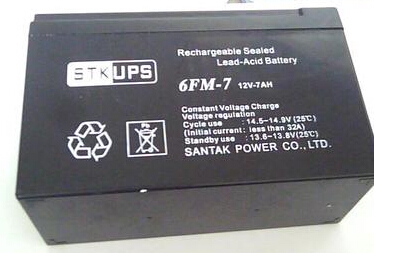 STK UPS
Rechargeable Sealed
Lead-Acid Battery
6FM-7 12V-7AH
Constant Voltage Charge
Voltage regulation
Cycle use : 14.5-14.9V(25℃)
(Initial current: less than 32A)
Standby use : 13.6-13.8V(25℃)
SANTAK POWER CO.,LTD.
Pb